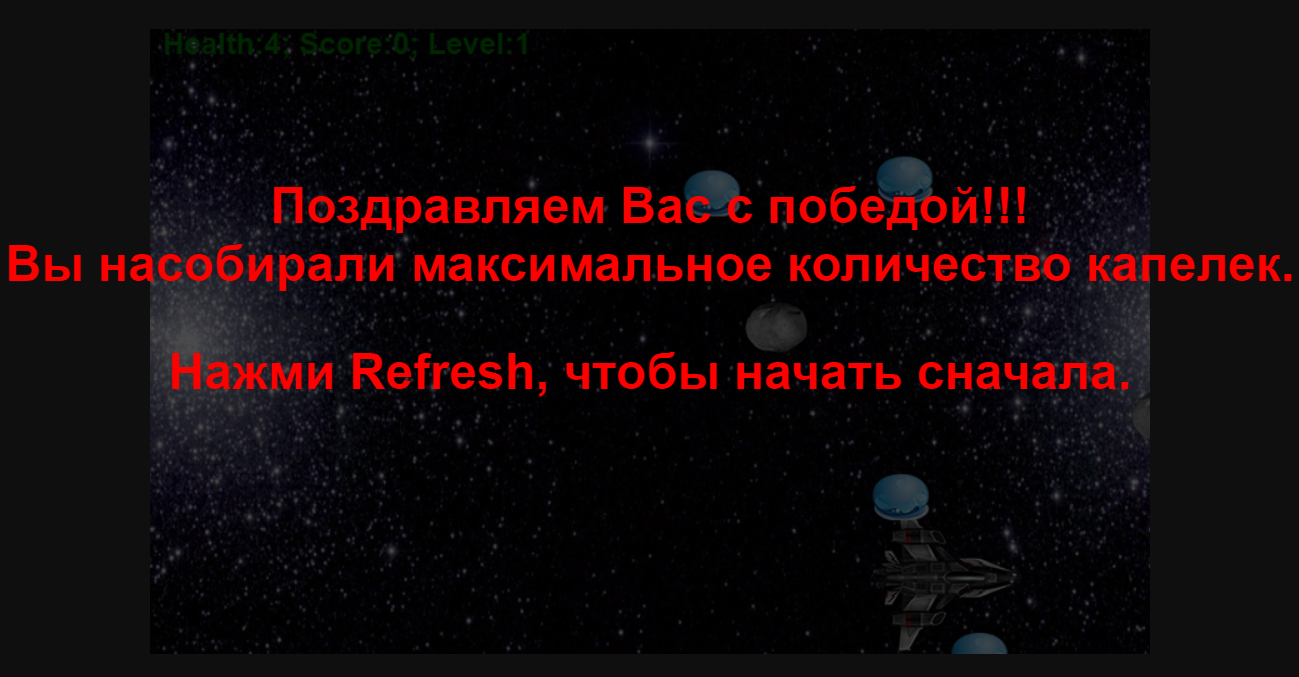 Health:4; Score:0; Level:1
Поздравляем Вас с победой!!!
Вы насобирали максимальное количество капелек.
Нажми Refresh, чтобы начать сначала.